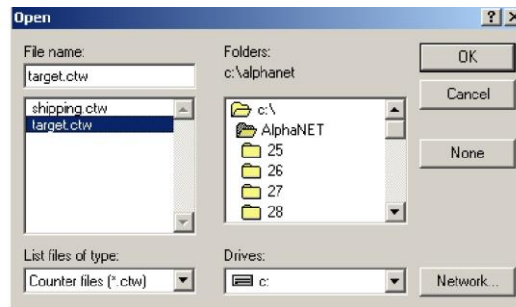 Open
File name:
target.ctw
shipping.ctw
target.ctw
List files of type:
Counter files (*.ctw)
Folders:
c:\alphanet
c:\
AlphaNET
25
26
27
28
Drives:
c:
OK
Cancel
None
Network...